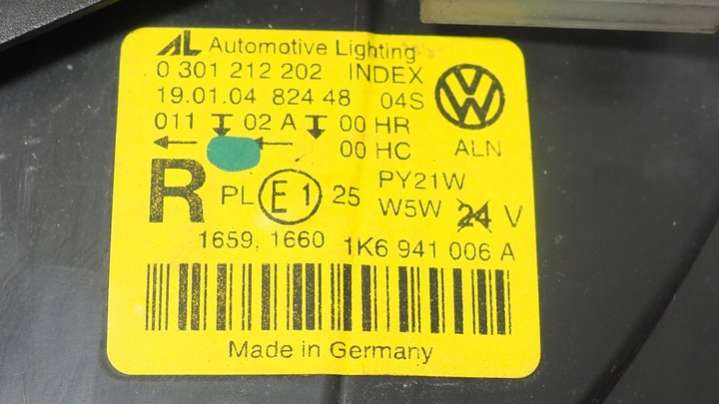 AL Automotive Lighting
0 301 212 202 INDEX
19.01.04 824 48 04S
011 02 A 00 HR
00 HC ALN
R PL E1 25 PY21W
W5W 24 V
1659, 1660 1K6 941 006 A
Made in Germany